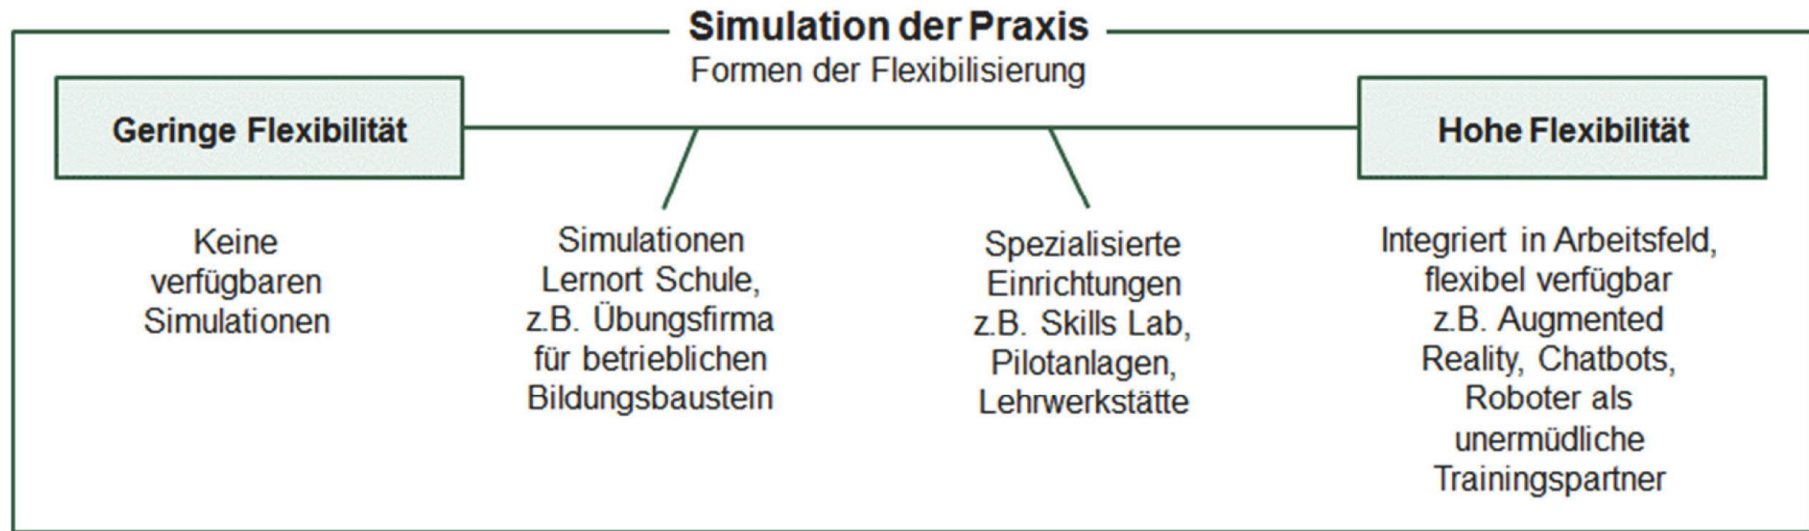 Simulation der Praxis
Formen der Flexibilisierung
Geringe Flexibilität
Hohe Flexibilität
Keine
verfügbaren
Simulationen
Simulationen
Lernort Schule,
z.B. Übungsfirma
für betrieblichen
Bildungsbaustein
Spezialisierte
Einrichtungen
z.B. Skills Lab,
Pilotanlagen,
Lehrwerkstätte
Integriert in Arbeitsfeld,
flexibel verfügbar
z.B. Augmented
Reality, Chatbots,
Roboter als
unermüdliche
Trainingspartner